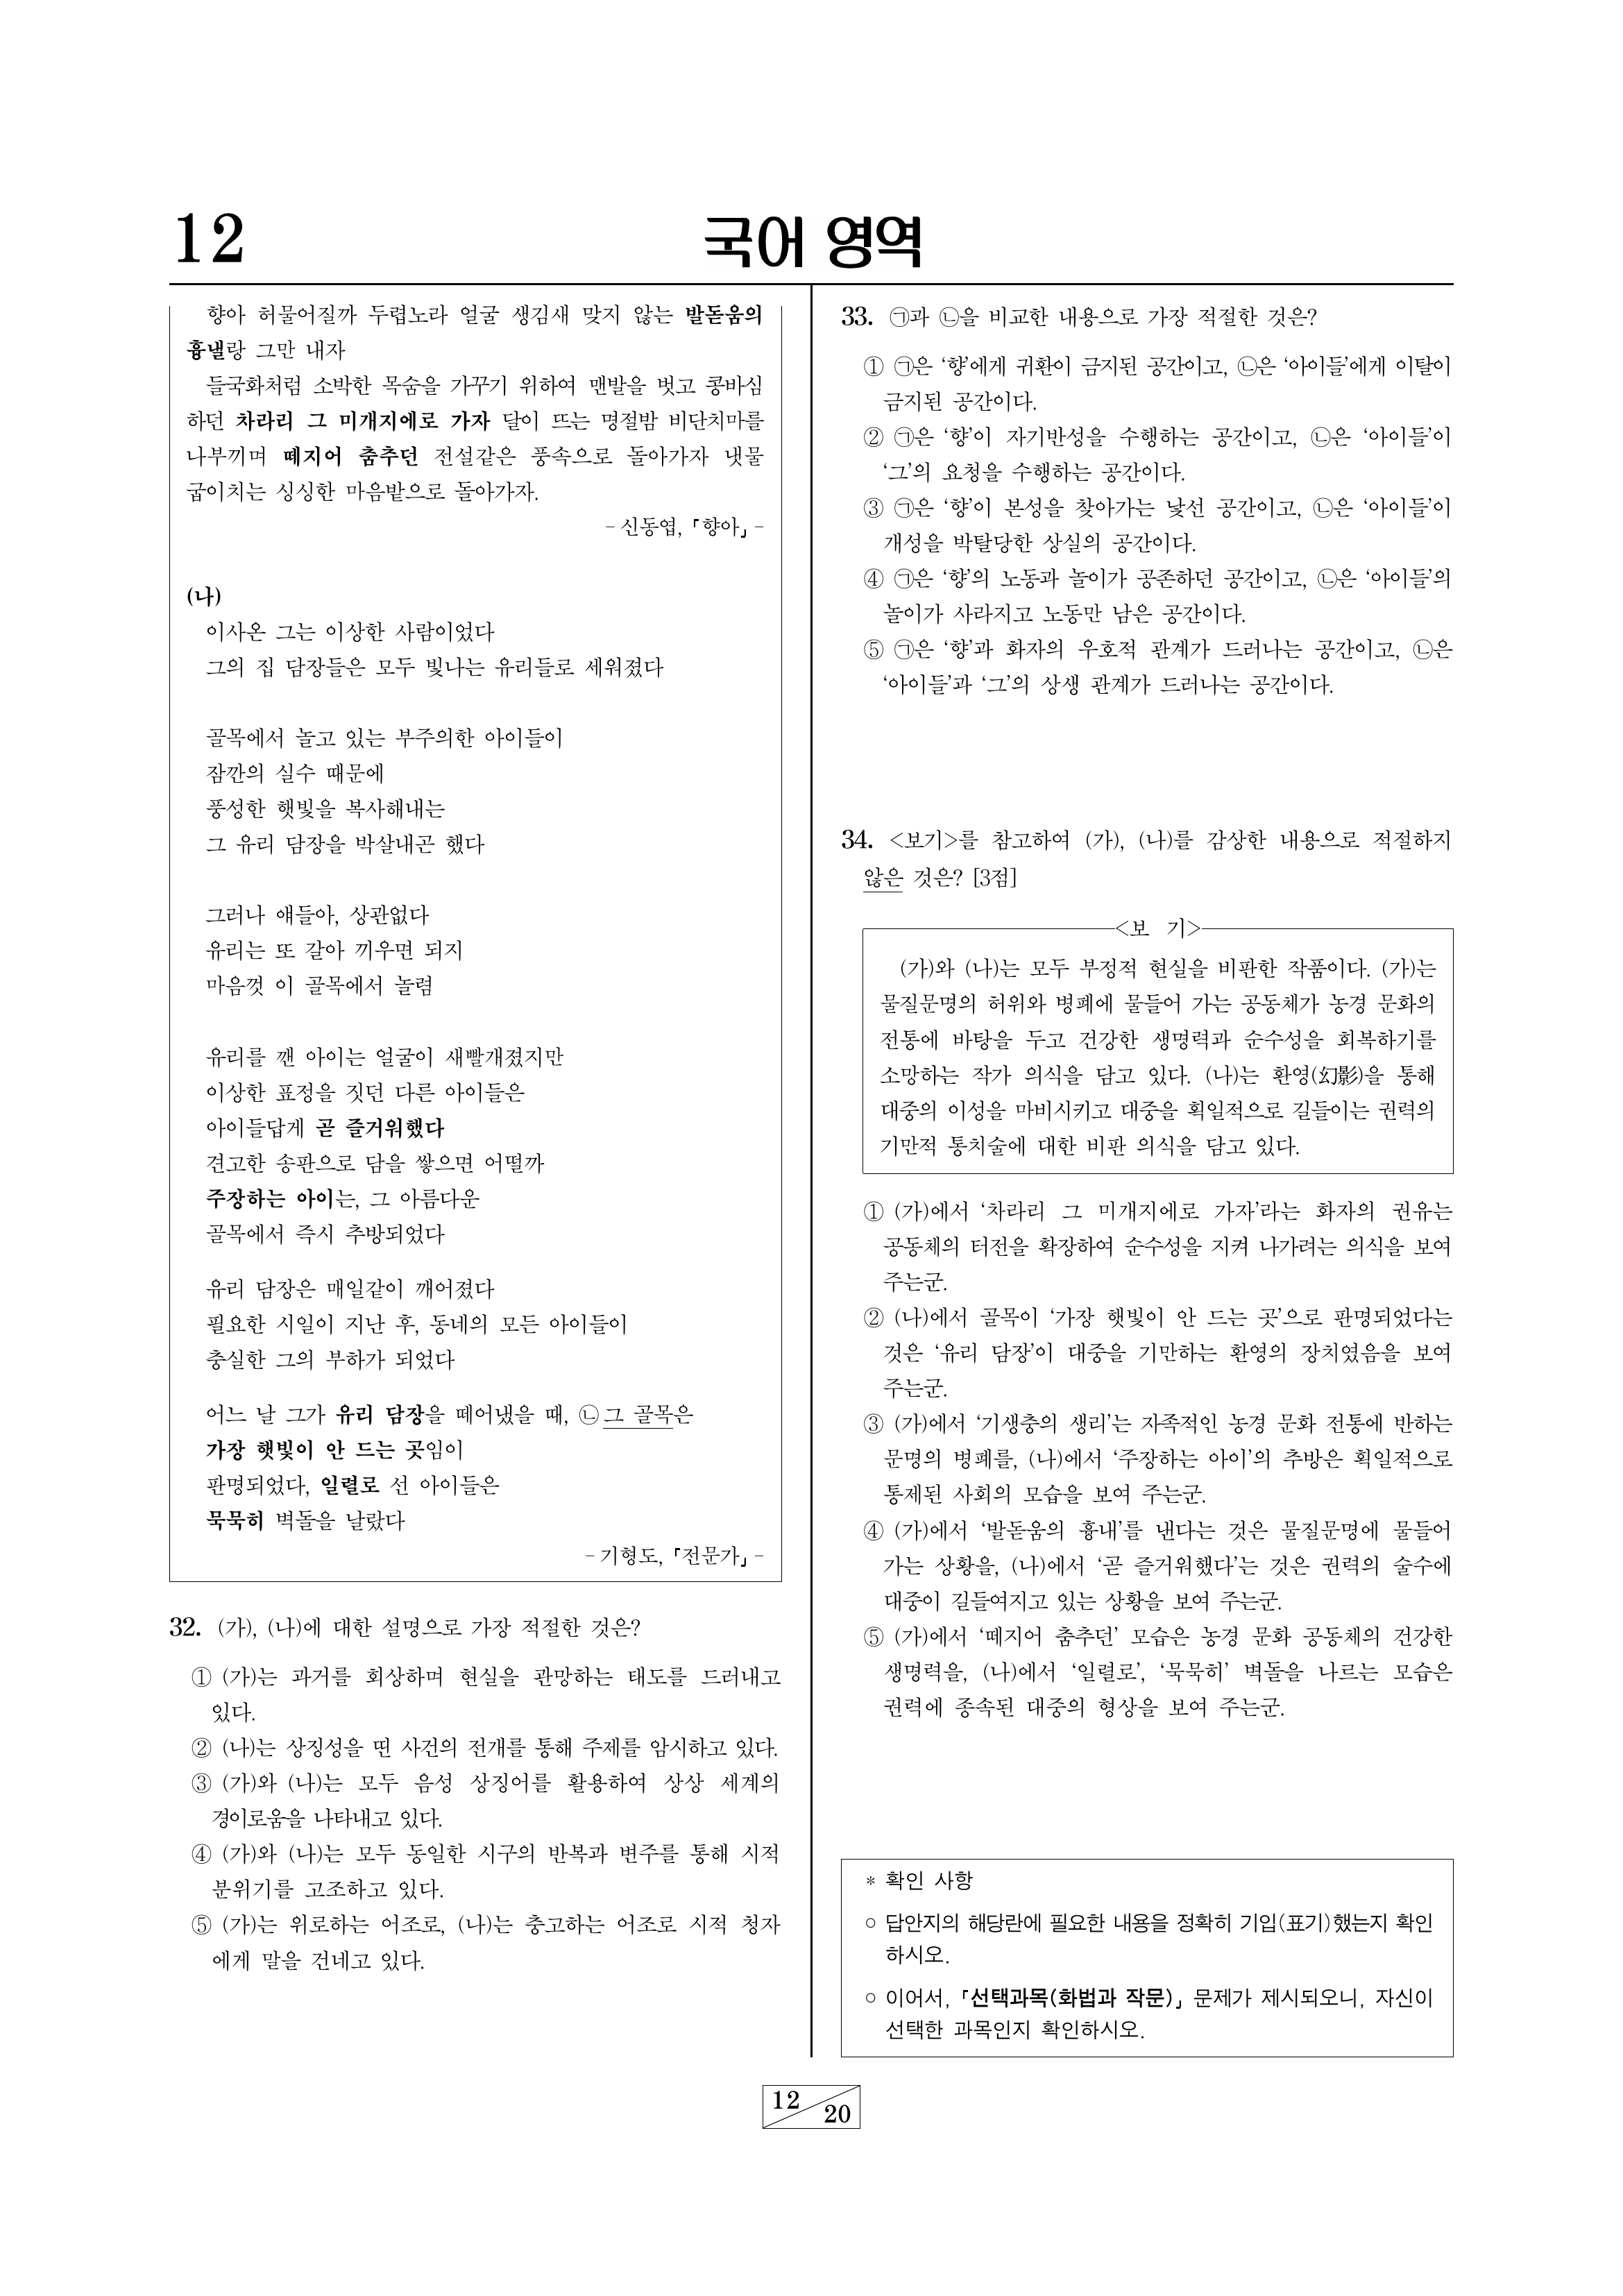 12
국어 영역
향아 허물어질까 두렵노라 얼굴 생김새 맞지 않는 발돋움의
흉낼랑 그만 내자
들국화처럼 소박한 목숨을 가꾸기 위하여 맨발을 벗고 콩바심
하던 차라리 그 미개지에로 가자 달이 뜨는 명절밤 비단치마를
나부끼며 떼지어 춤추던 전설같은 풍속으로 돌아가자 냇물
굽이치는 싱싱한 마음밭으로 돌아가자.
- 신동엽, 「향아」 -
(나)
이사온 그는 이상한 사람이었다
그의 집 담장들은 모두 빛나는 유리들로 세워졌다
골목에서 놀고 있는 부주의한 아이들이
잠깐의 실수 때문에
풍성한 햇빛을 복사해내는
그 유리 담장을 박살내곤 했다
그러나 얘들아, 상관없다
유리는 또 갈아 끼우면 되지
마음껏 이 골목에서 놀렴
유리를 깬 아이는 얼굴이 새빨개졌지만
이상한 표정을 짓던 다른 아이들은
아이들답게 곧 즐거워했다
견고한 송판으로 담을 쌓으면 어떨까
주장하는 아이는, 그 아름다운
골목에서 즉시 추방되었다
유리 담장은 매일같이 깨어졌다
필요한 시일이 지난 후, 동네의 모든 아이들이
충실한 그의 부하가 되었다
어느 날 그가 유리 담장을 떼어냈을 때, ㉡그 골목은
가장 햇빛이 안 드는 곳임이
판명되었다, 일렬로 선 아이들은
묵묵히 벽돌을 날랐다
- 기형도, 「전문가」 -
32. (가), (나)에 대한 설명으로 가장 적절한 것은?
① (가)는 과거를 회상하며 현실을 관망하는 태도를 드러내고
있다.
② (나)는 상징성을 띤 사건의 전개를 통해 주제를 암시하고 있다.
③ (가)와 (나)는 모두 음성 상징어를 활용하여 상상 세계의
경이로움을 나타내고 있다.
④ (가)와 (나)는 모두 동일한 시구의 반복과 변주를 통해 시적
분위기를 고조하고 있다.
⑤ (가)는 위로하는 어조로, (나)는 충고하는 어조로 시적 청자
에게 말을 건네고 있다.
33. ㉠과 ㉡을 비교한 내용으로 가장 적절한 것은?
① ㉠은 ‘향’에게 귀환이 금지된 공간이고, ㉡은 ‘아이들’에게 이탈이
금지된 공간이다.
② ㉠은 ‘향’이 자기반성을 수행하는 공간이고, ㉡은 ‘아이들’이
‘그’의 요청을 수행하는 공간이다.
③ ㉠은 ‘향’이 본성을 찾아가는 낯선 공간이고, ㉡은 ‘아이들’이
개성을 박탈당한 상실의 공간이다.
④ ㉠은 ‘향’의 노동과 놀이가 공존하던 공간이고, ㉡은 ‘아이들’의
놀이가 사라지고 노동만 남은 공간이다.
⑤ ㉠은 ‘향’과 화자의 우호적 관계가 드러나는 공간이고, ㉡은
‘아이들’과 ‘그’의 상생 관계가 드러나는 공간이다.
34. <보기>를 참고하여 (가), (나)를 감상한 내용으로 적절하지
않은 것은? [3점]
<보 기>
(가)와 (나)는 모두 부정적 현실을 비판한 작품이다. (가)는
물질문명의 허위와 병폐에 물들어 가는 공동체가 농경 문화의
전통에 바탕을 두고 건강한 생명력과 순수성을 회복하기를
소망하는 작가 의식을 담고 있다. (나)는 환영(幻影)을 통해
대중의 이성을 마비시키고 대중을 획일적으로 길들이는 권력의
기만적 통치술에 대한 비판 의식을 담고 있다.
① (가)에서 ‘차라리 그 미개지에로 가자’라는 화자의 권유는
공동체의 터전을 확장하여 순수성을 지켜 나가려는 의식을 보여
주는군.
② (나)에서 골목이 ‘가장 햇빛이 안 드는 곳’으로 판명되었다는
것은 ‘유리 담장’이 대중을 기만하는 환영의 장치였음을 보여
주는군.
③ (가)에서 ‘기생충의 생리’는 자족적인 농경 문화 전통에 반하는
문명의 병폐를, (나)에서 ‘주장하는 아이’의 추방은 획일적으로
통제된 사회의 모습을 보여 주는군.
④ (가)에서 ‘발돋움의 흉내’를 낸다는 것은 물질문명에 물들어
가는 상황을, (나)에서 ‘곧 즐거워했다’는 것은 권력의 술수에
대중이 길들여지고 있는 상황을 보여 주는군.
⑤ (가)에서 ‘떼지어 춤추던’ 모습은 농경 문화 공동체의 건강한
생명력을, (나)에서 ‘일렬로’, ‘묵묵히’ 벽돌을 나르는 모습은
권력에 종속된 대중의 형상을 보여 주는군.
* 확인 사항
○ 답안지의 해당란에 필요한 내용을 정확히 기입(표기)했는지 확인
하시오.
○ 이어서, 「선택과목(화법과 작문)」 문제가 제시되오니, 자신이
선택한 과목인지 확인하시오.
12
20